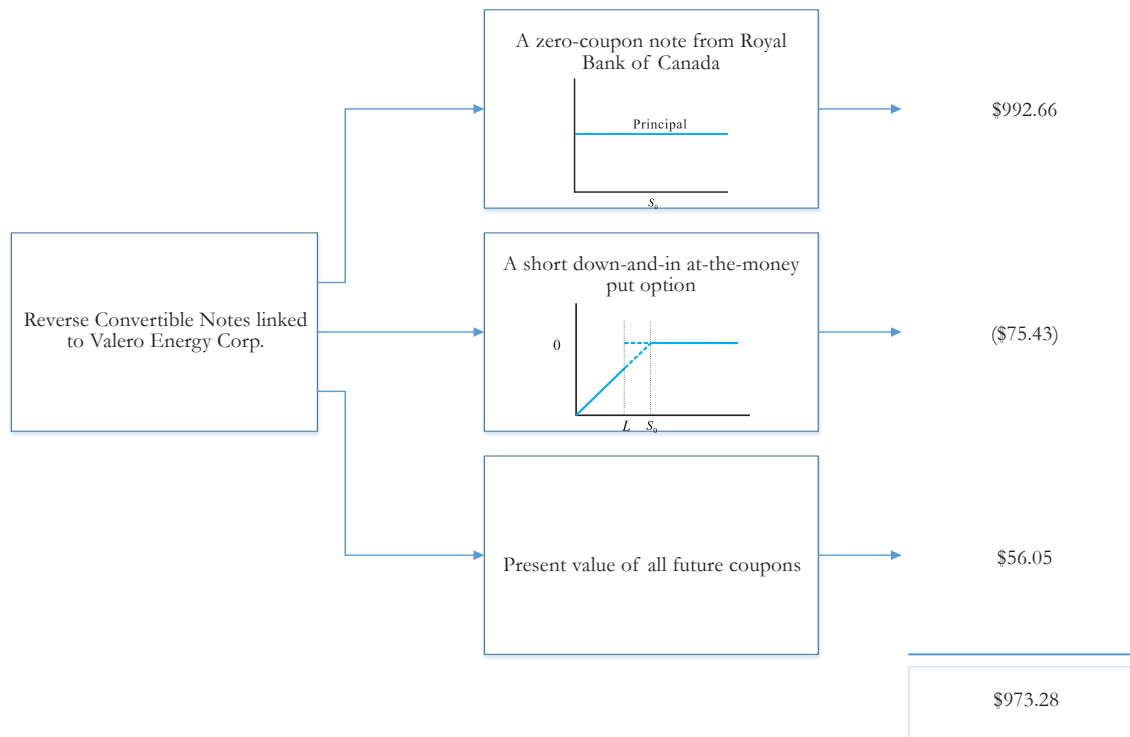 A zero-coupon note from Royal
Bank of Canada
Principal
S₀
$992.66
Reverse Convertible Notes linked
to Valero Energy Corp.
A short down-and-in at-the-money
put option
0
L S₀
($75.43)
Present value of all future coupons
$56.05
$973.28